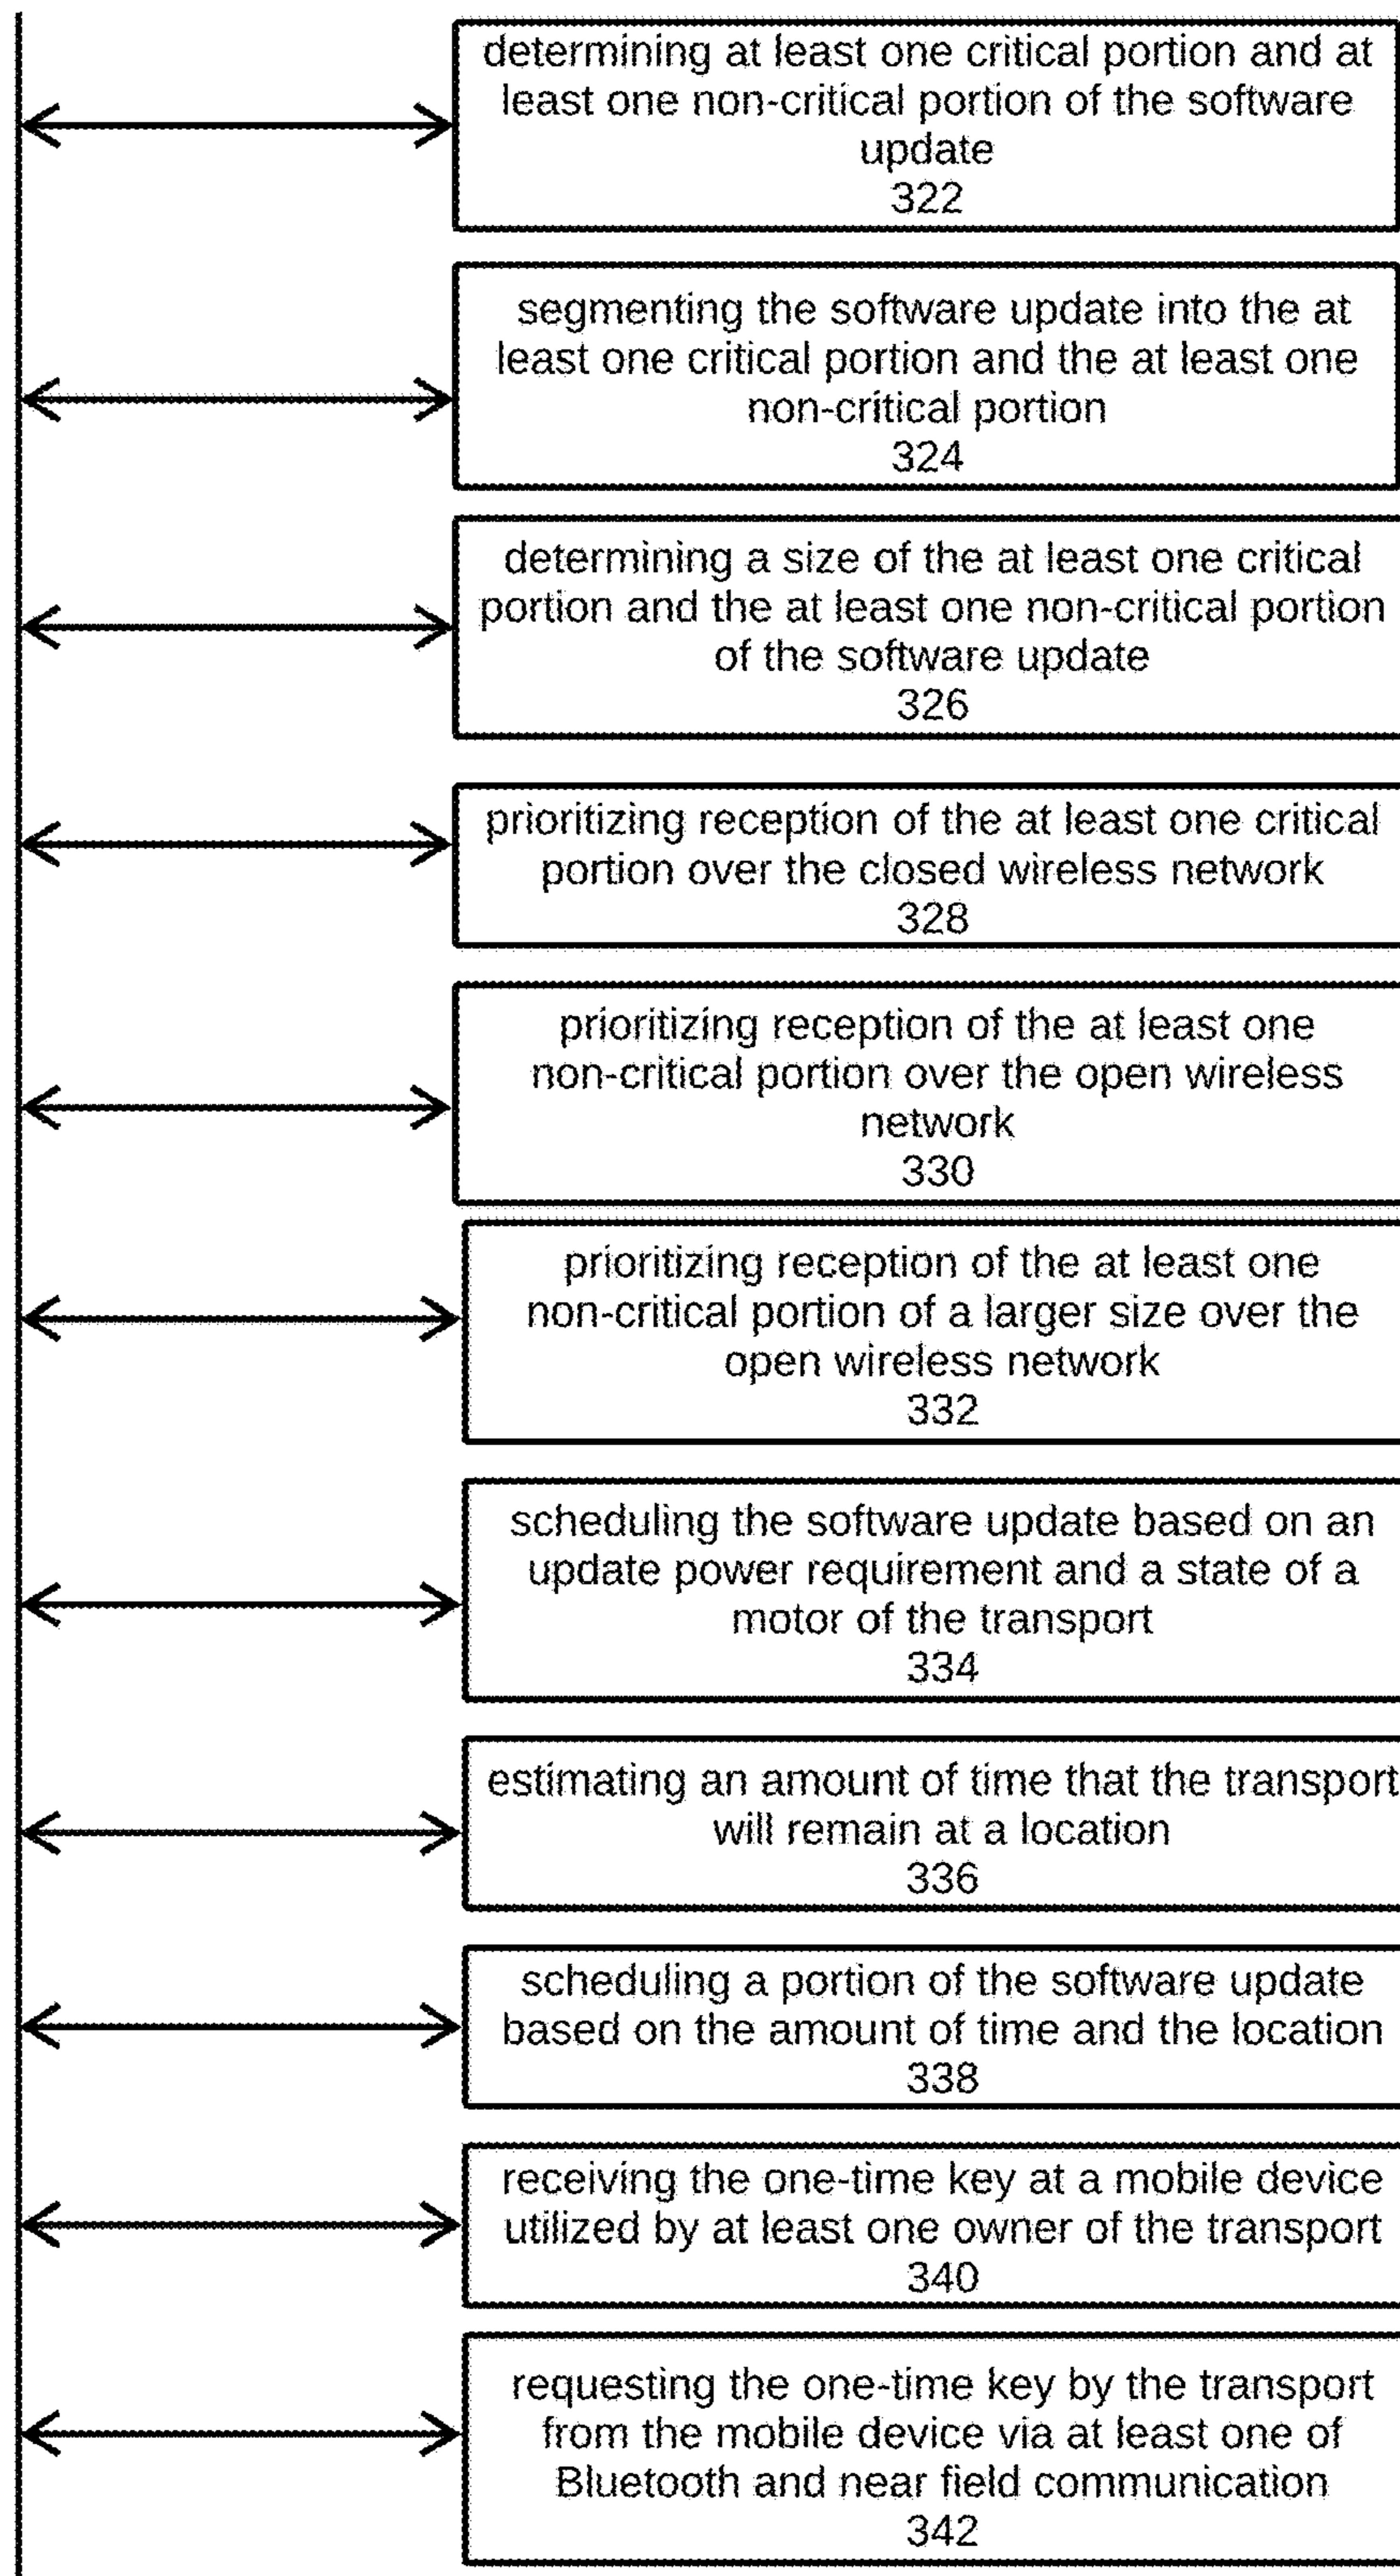 determining at least one critical portion and at
least one non-critical portion of the software
update
322
segmenting the software update into the at
least one critical portion and the at least one
non-critical portion
324
determining a size of the at least one critical
portion and the at least one non-critical portion
of the software update
326
prioritizing reception of the at least one critical
portion over the closed wireless network
328
prioritizing reception of the at least one
non-critical portion over the open wireless
network
330
prioritizing reception of the at least one
non-critical portion of a larger size over the
open wireless network
332
scheduling the software update based on an
update power requirement and a state of a
motor of the transport
334
estimating an amount of time that the transport
will remain at a location
336
scheduling a portion of the software update
based on the amount of time and the location
338
receiving the one-time key at a mobile device
utilized by at least one owner of the transport
340
requesting the one-time key by the transport
from the mobile device via at least one of
Bluetooth and near field communication
342